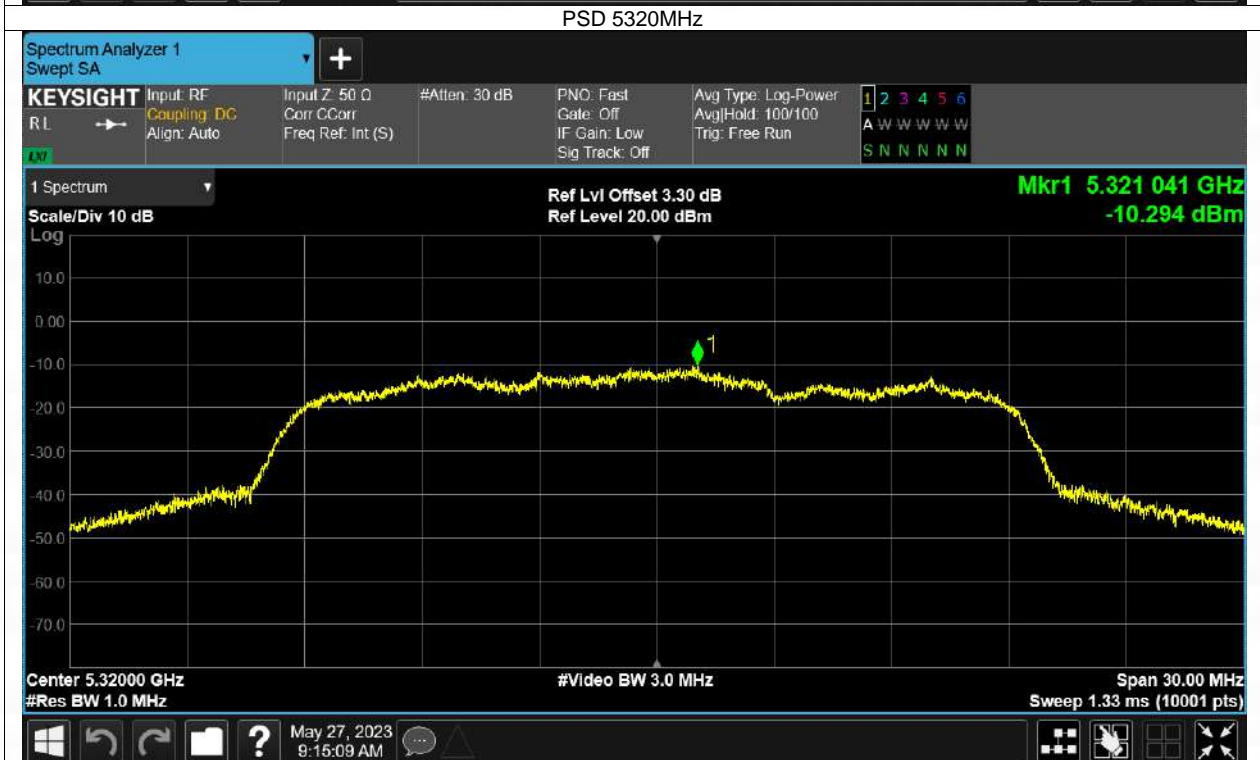 PSD 5320MHz
Spectrum Analyzer 1
Swept SA
+
KEYSIGHT
RL
LXI
Input: RF
Coupling: DC
Align: Auto
Input Z: 50 Ω
Corr CCorr
Freq Ref: Int (S)
#Atten: 30 dB
PNO: Fast
Gate: Off
IF Gain: Low
Sig Track: Off
Avg Type: Log-Power
Avg|Hold: 100/100
Trig: Free Run
1 2 3 4 5 6
A W W W W W
S N N N N N
1 Spectrum
Scale/Div 10 dB
Log
Ref Lvl Offset 3.30 dB
Ref Level 20.00 dBm
Mkr1 5.321 041 GHz
-10.294 dBm
10.0
0.00
-10.0
-20.0
-30.0
-40.0
-50.0
-60.0
-70.0
1
Center 5.32000 GHz
#Res BW 1.0 MHz
#Video BW 3.0 MHz
Span 30.00 MHz
Sweep 1.33 ms (10001 pts)
?
May 27, 2023
9:15:09 AM